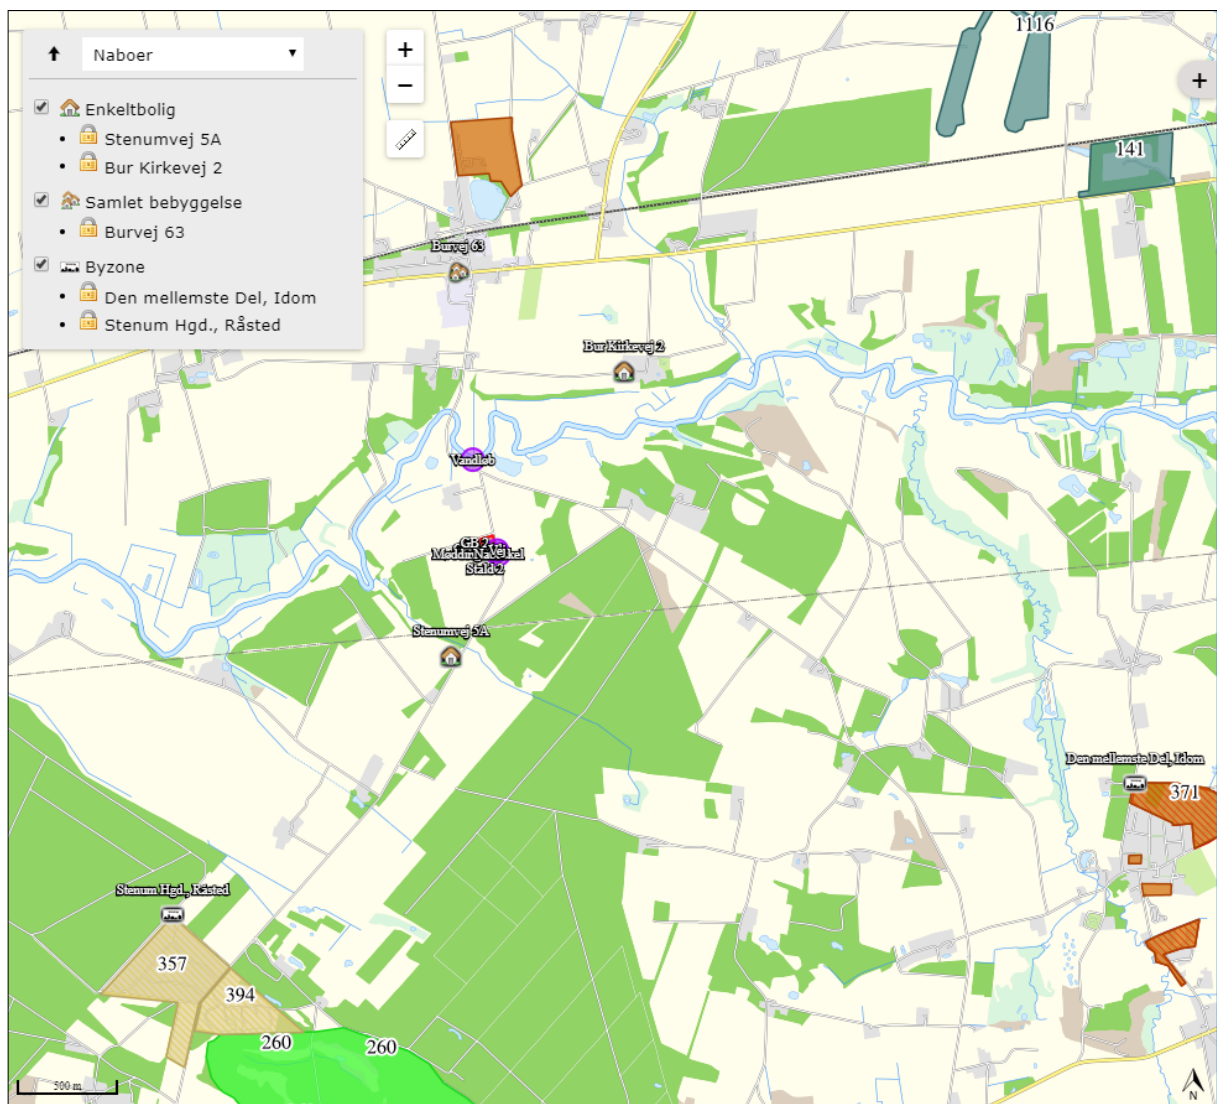 Naboer
Enkeltbolig
Stenumvej 5A
Bur Kirkevej 2
Samlet bebyggelse
Burvej 63
Byzone
Den mellemste Del, Idom
Stenum Hgd., Råsted
+
−
+
1116
141
Burvej 63
Bur Kirkevej 2
Vandløb
GB 2
Vej
Stald 2
Stenumvej 5A
Den mellemste Del, Idom
371
Stenum Hgd., Råsted
357
394
260
260
500 m
N